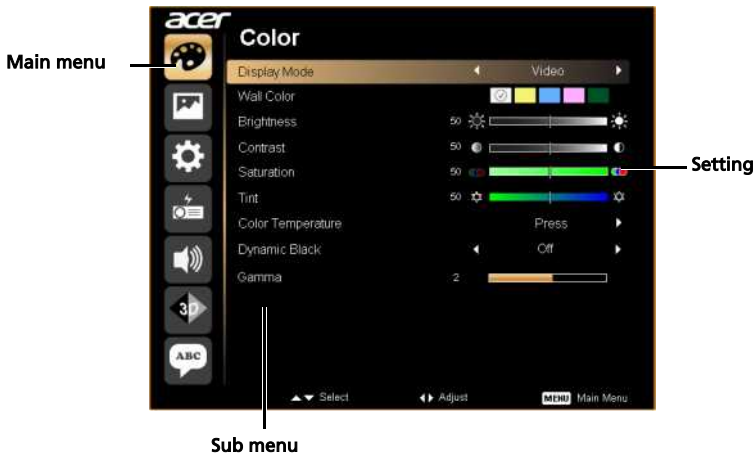 acer
Color
Main menu
Display Mode Video
Wall Color
Brightness 50
Contrast 50
Saturation 50
Setting
Tint 50
Color Temperature Press
Dynamic Black Off
Gamma 2
3D
ABC
Select Adjust MENU Main Menu
Sub menu